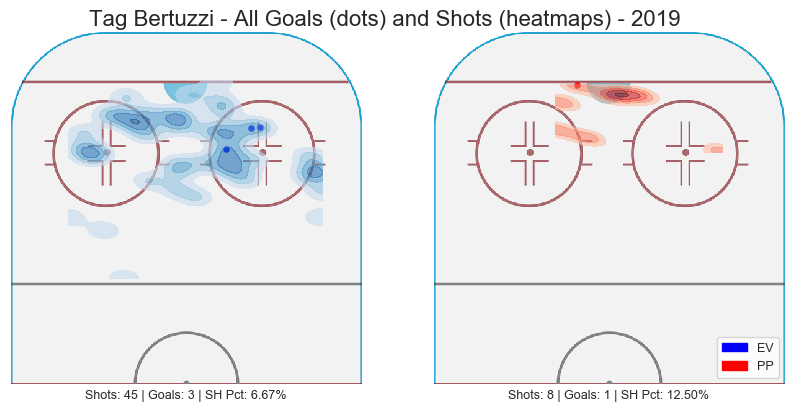 Tag Bertuzzi - All Goals (dots) and Shots (heatmaps) - 2019
EV
PP
Shots: 45 | Goals: 3 | SH Pct: 6.67%
Shots: 8 | Goals: 1 | SH Pct: 12.50%